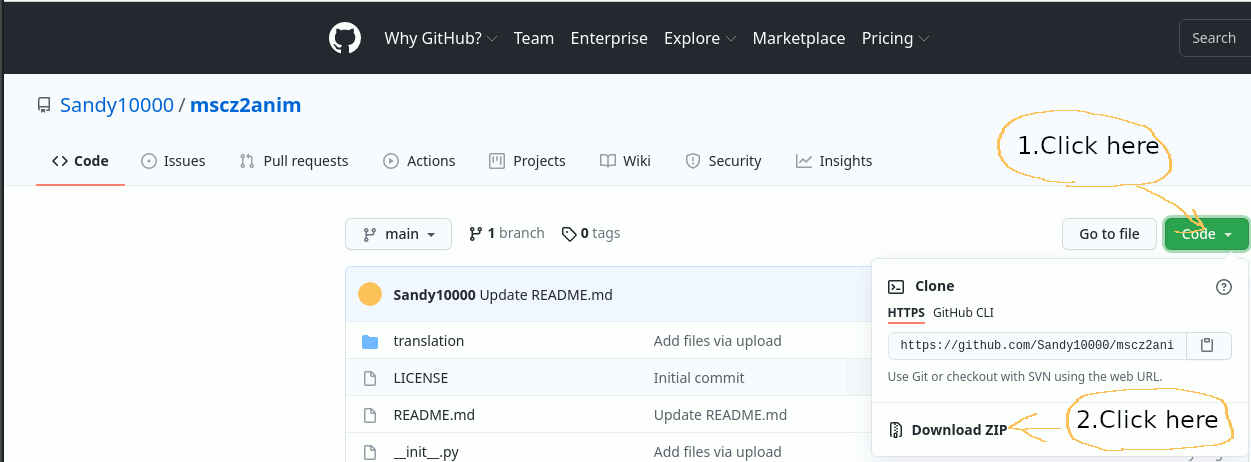 Why GitHub? Team Enterprise Explore Marketplace Pricing Search
Sandy10000 / mscz2anim
1.Click here
Code Issues Pull requests Actions Projects Wiki Security Insights
main 1 branch 0 tags Go to file Code
Sandy10000 Update README.md
Clone
HTTPS GitHub CLI
translation Add files via upload
https://github.com/Sandy10000/mscz2ani
LICENSE Initial commit
Use Git or checkout with SVN using the web URL.
README.md Update README.md
2.Click here
Download ZIP
__init__.py Add files via upload